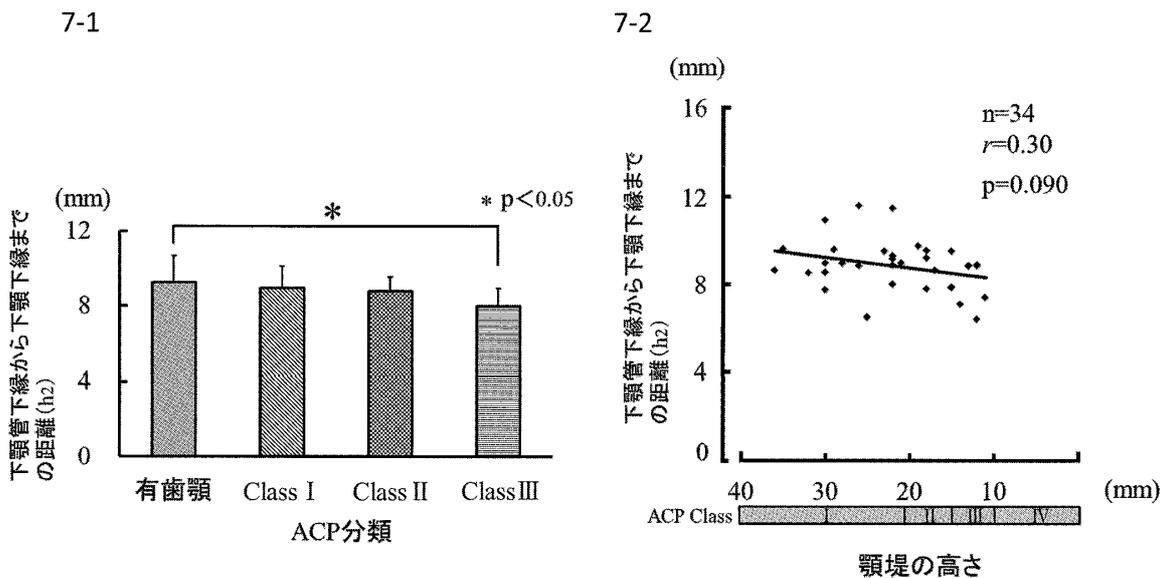 7-1
(mm)
下顎管下縁から下顎下縁まで
の距離(h2)
12
8
4
0
*
* p<0.05
有歯顎
Class I
Class II
Class III
ACP分類
7-2
(mm)
下顎管下縁から下顎下縁まで
の距離(h2)
16
12
8
4
0
n=34
r=0.30
p=0.090
40 30 20 10 (mm)
ACP Class II III IV
顎堤の高さ